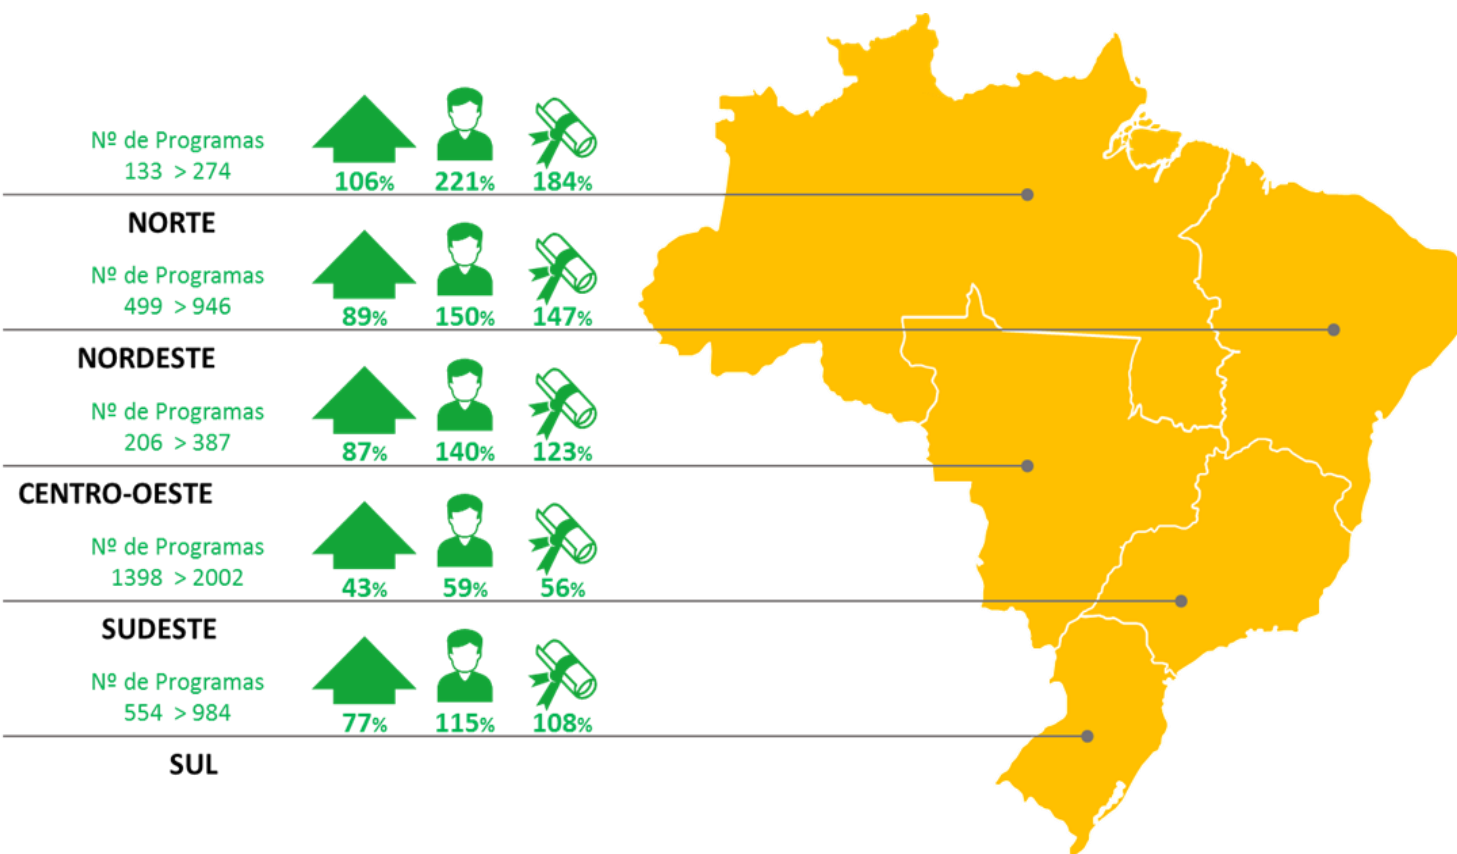 Nº de Programas
133 > 274
106% 221% 184%
NORTE
Nº de Programas
499 > 946
89% 150% 147%
NORDESTE
Nº de Programas
206 > 387
87% 140% 123%
CENTRO-OESTE
Nº de Programas
1398 > 2002
43% 59% 56%
SUDESTE
Nº de Programas
554 > 984
77% 115% 108%
SUL